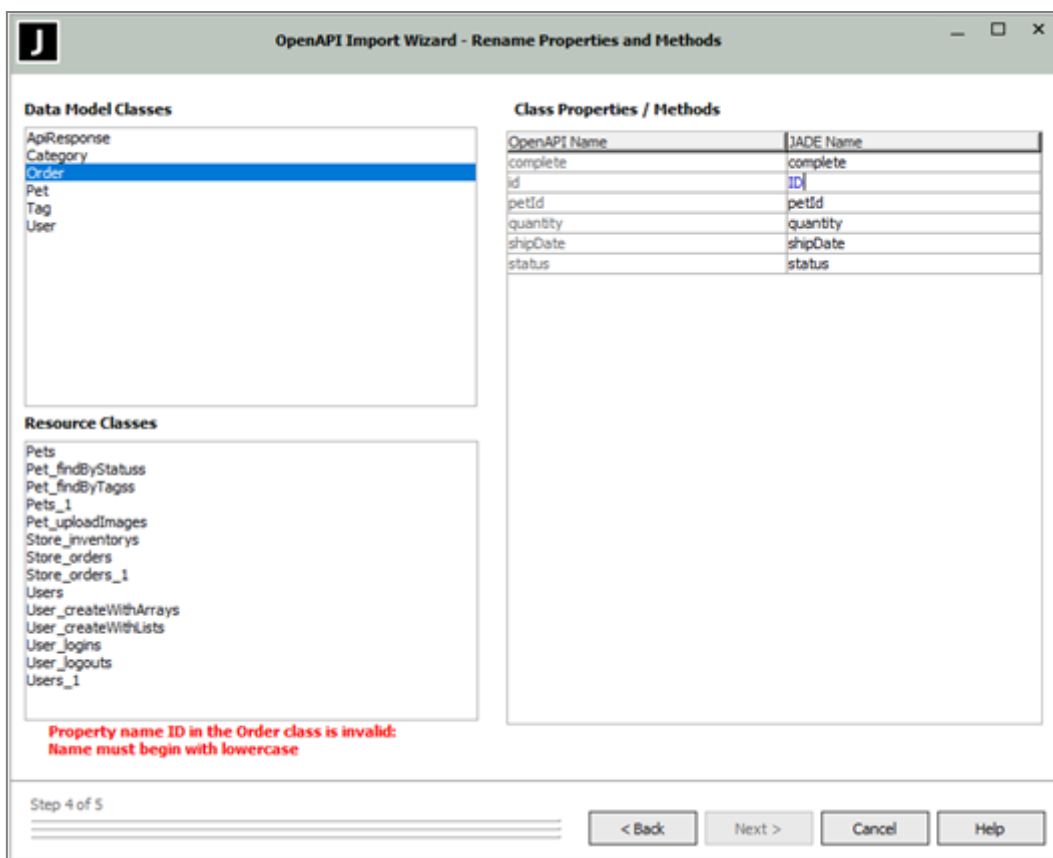 J
OpenAPI Import Wizard - Rename Properties and Methods
Data Model Classes
ApiResponse
Category
Order
Pet
Tag
User
Class Properties / Methods
OpenAPI Name JADE Name
complete complete
id ID
petId petId
quantity quantity
shipDate shipDate
status status
Resource Classes
Pets
Pet_findByStatuss
Pet_findByTagss
Pets_1
Pet_uploadImages
Store_inventorys
Store_orders
Store_orders_1
Users
User_createWithArrays
User_createWithLists
User_logins
User_logouts
Users_1
Property name ID in the Order class is invalid:
Name must begin with lowercase
Step 4 of 5
< Back Next > Cancel Help